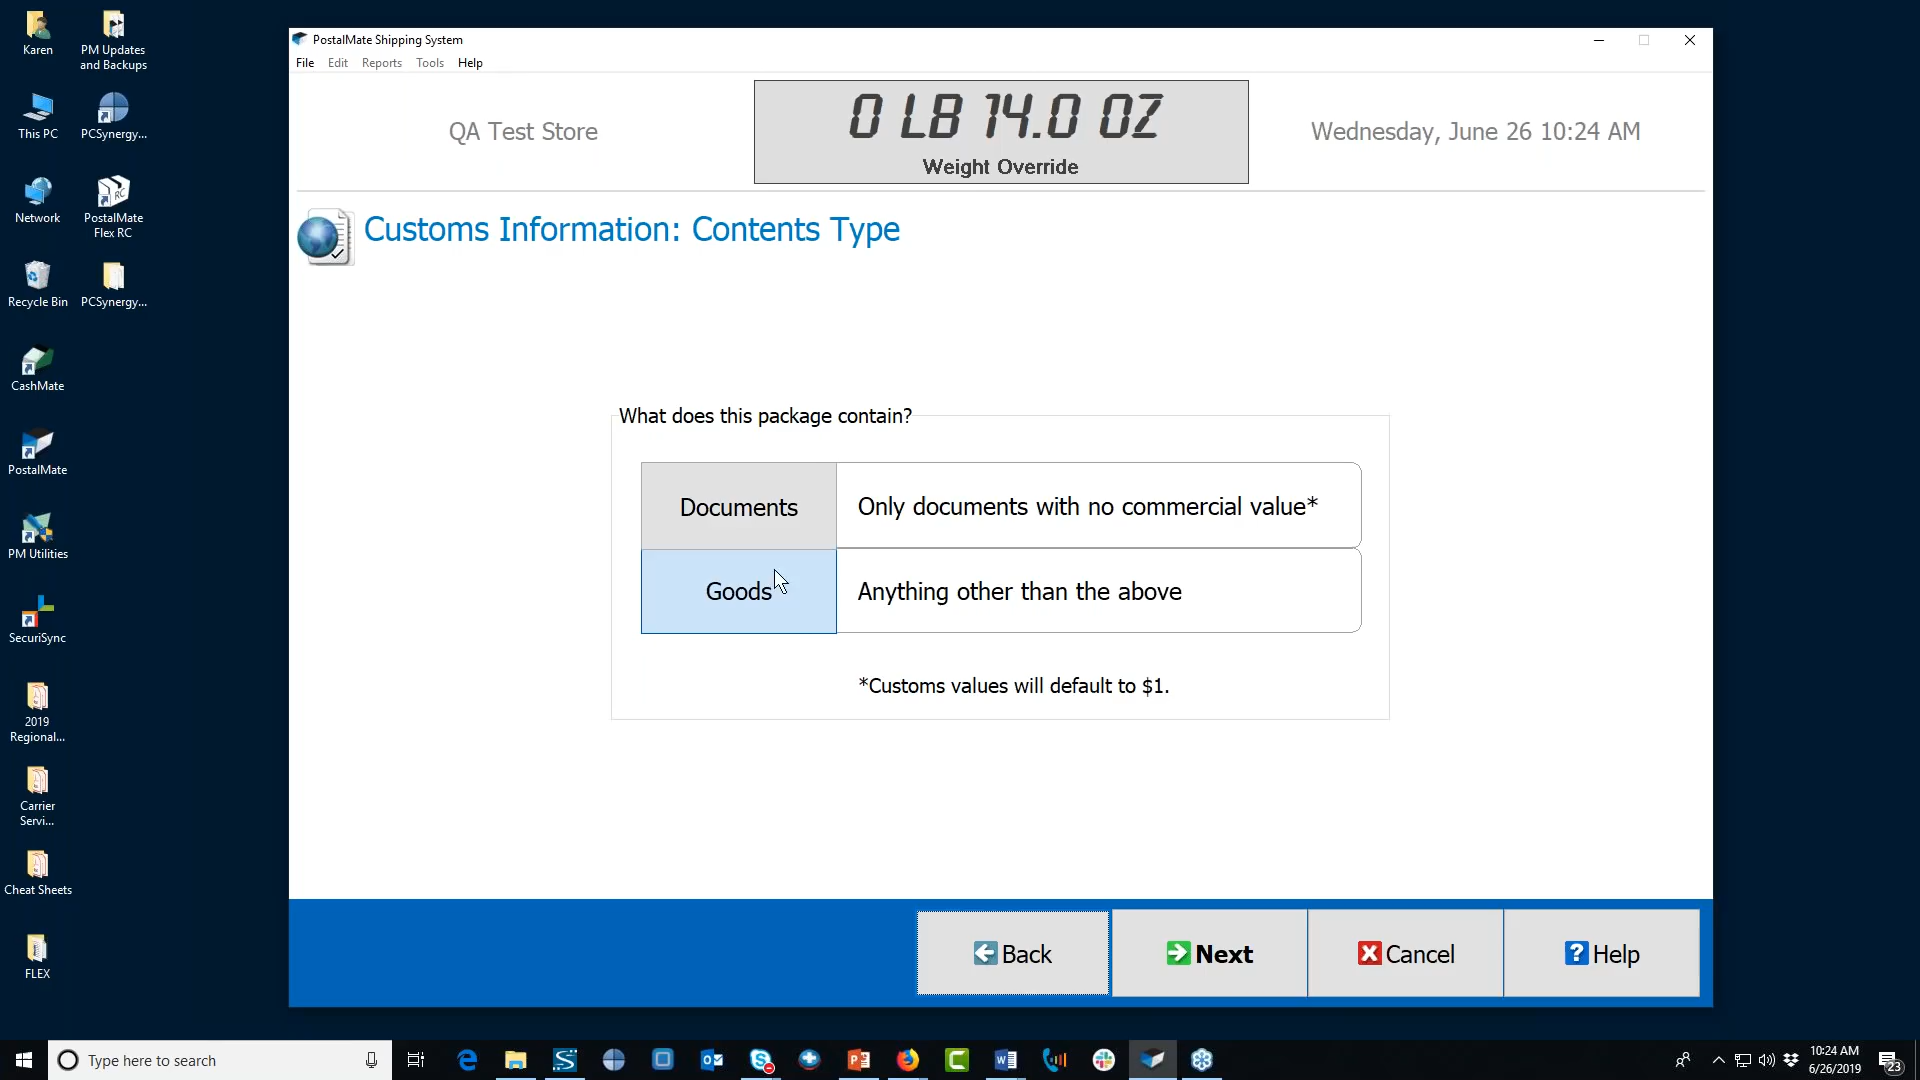 Karen
PM Updates
and Backups
This PC
PCSynergy...
Network
PostalMate
Flex RC
Recycle Bin
PCSynergy...
CashMate
PostalMate
PM Utilities
SecuriSync
2019
Regional...
Carrier
Servi...
Cheat Sheets
FLEX
PostalMate Shipping System
File Edit Reports Tools Help
QA Test Store
0 LB 14.0 OZ
Weight Override
Wednesday, June 26 10:24 AM
Customs Information: Contents Type
What does this package contain?
Documents
Only documents with no commercial value*
Goods
Anything other than the above
*Customs values will default to $1.
Back
Next
Cancel
Help
Type here to search
10:24 AM
6/26/2019
23